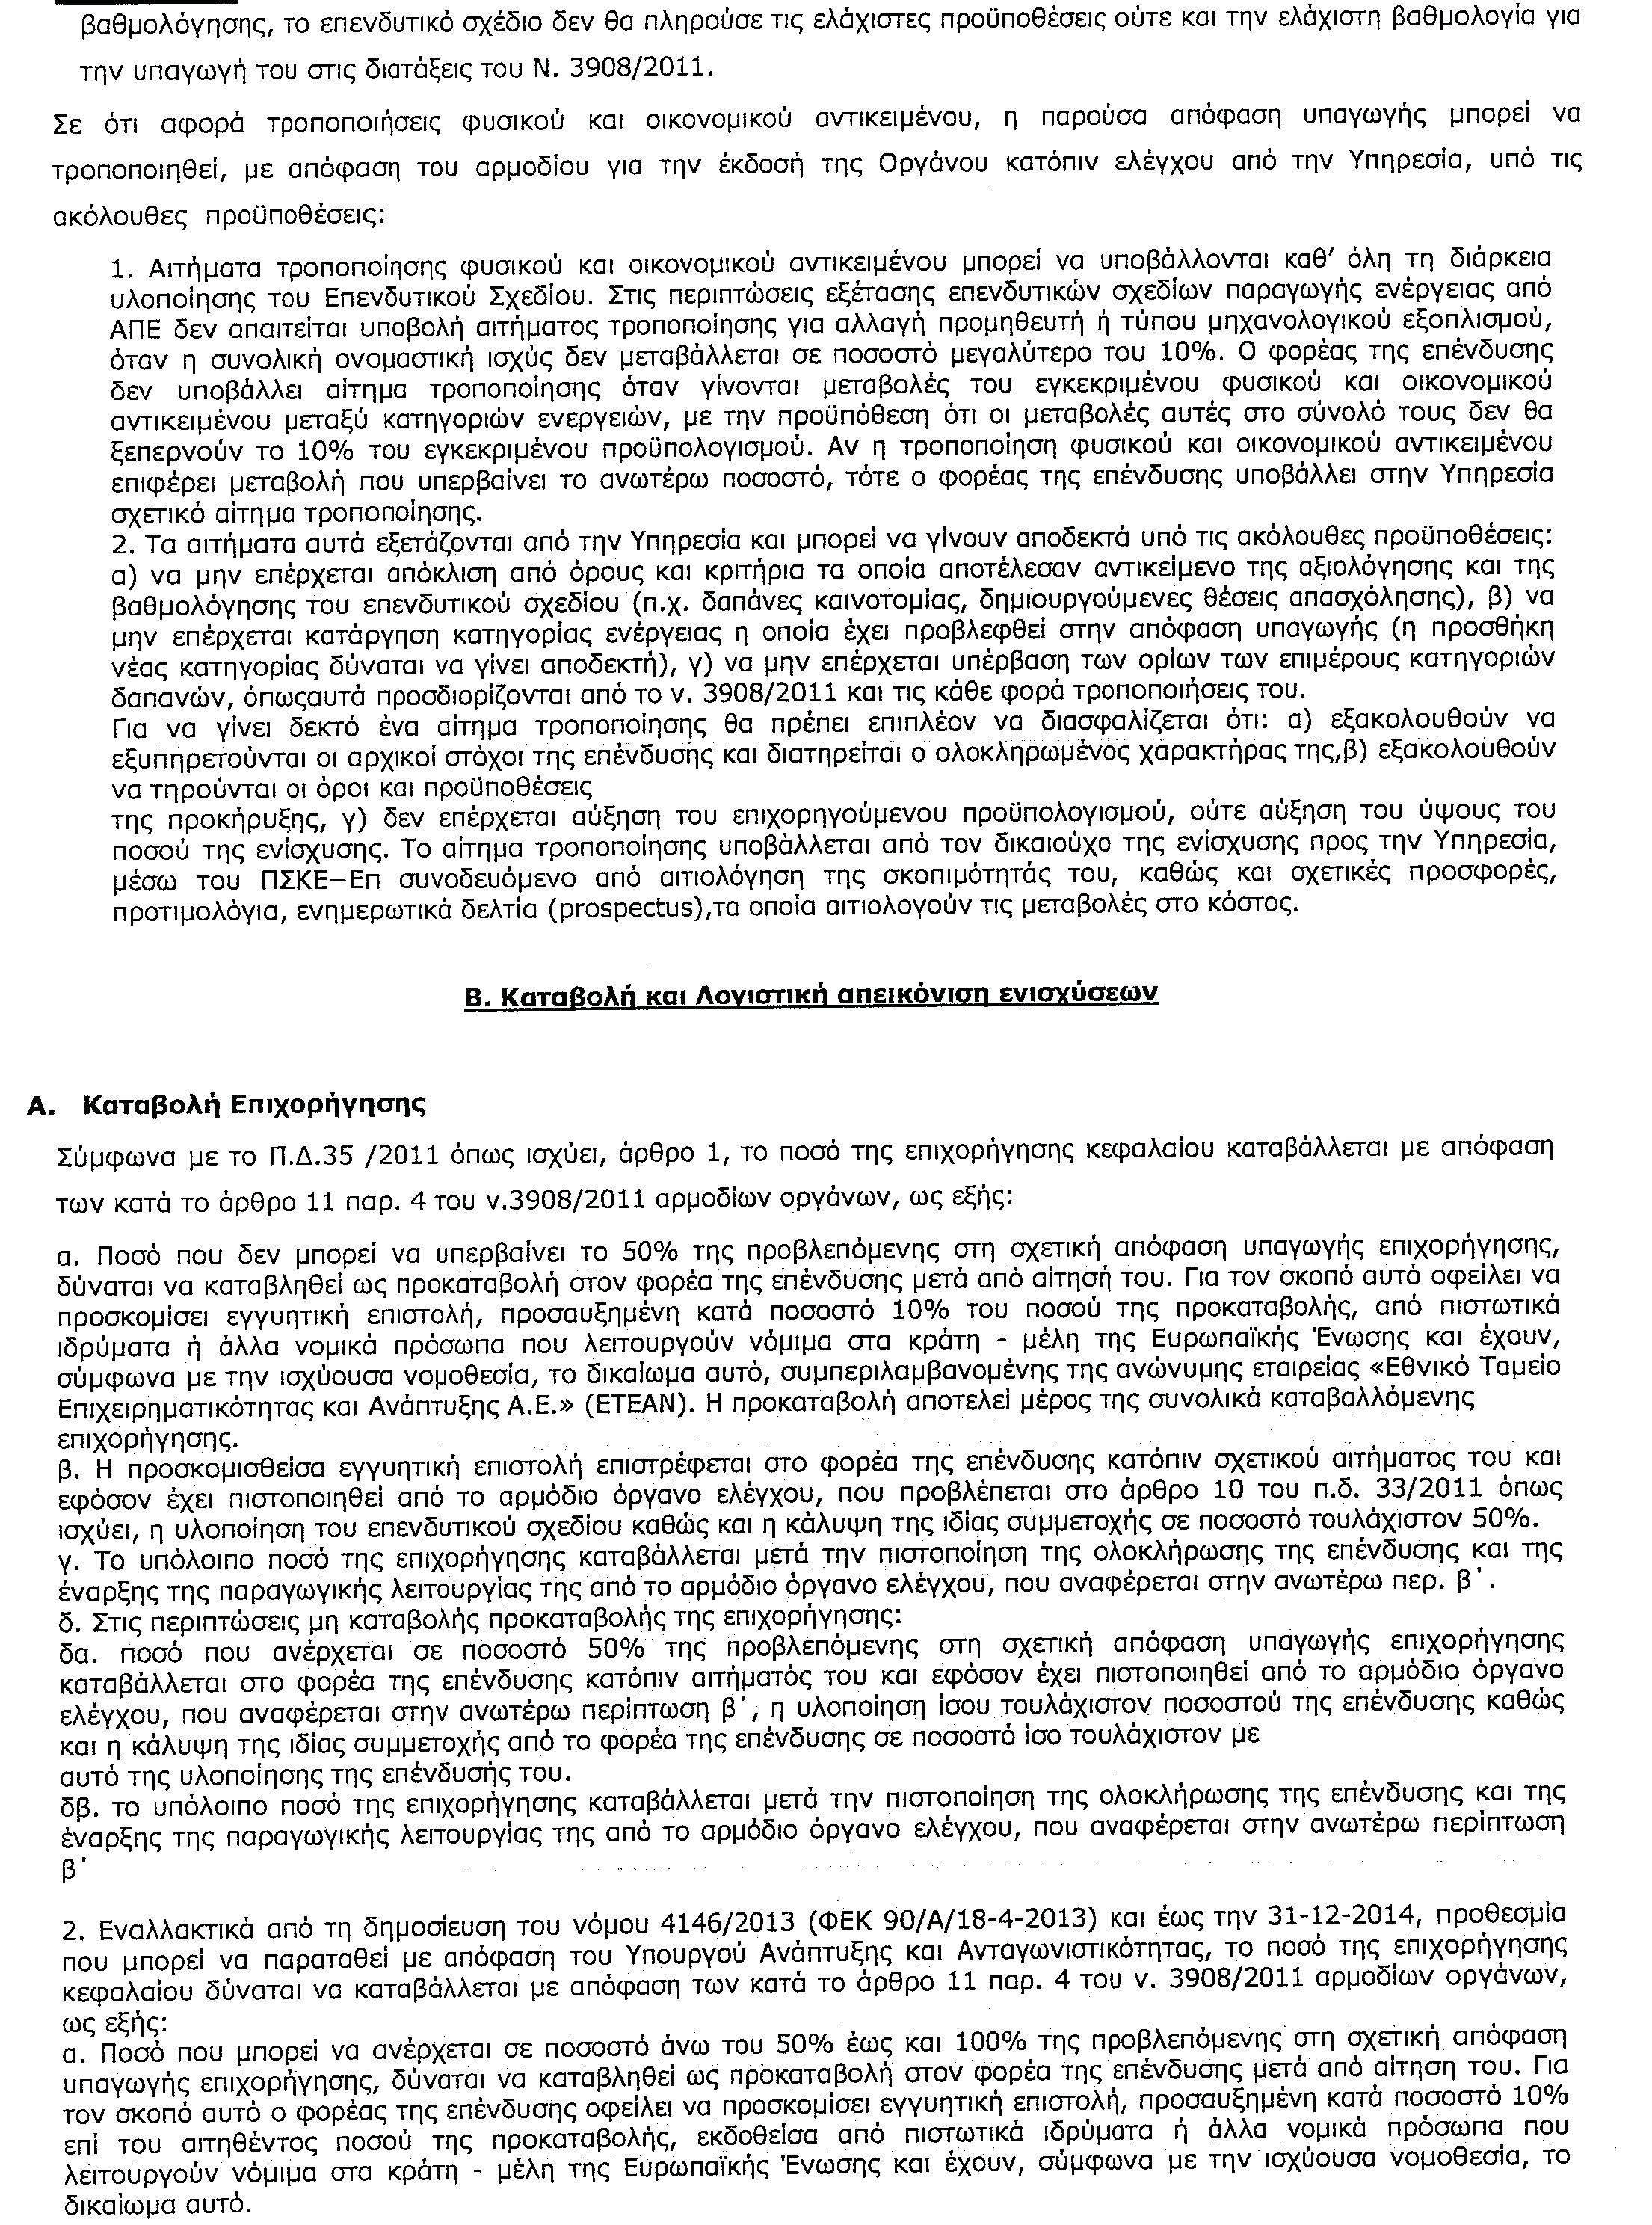 βαθμολόγησης, το επενδυτικό σχέδιο δεν θα πληρούσε τις ελάχιστες προϋποθέσεις ούτε και την ελάχιστη βαθμολογία για
την υπαγωγή του στις διατάξεις του Ν. 3908/2011.
Σε ότι αφορά τροποποιήσεις φυσικού και οικονομικού αντικειμένου, η παρούσα απόφαση υπαγωγής μπορεί να
τροποποιηθεί, με απόφαση του αρμοδίου για την έκδοσή της Οργάνου κατόπιν ελέγχου από την Υπηρεσία, υπό τις
ακόλουθες προϋποθέσεις:
1. Αιτήματα τροποποίησης φυσικού και οικονομικού αντικειμένου μπορεί να υποβάλλονται καθ’ όλη τη διάρκεια
υλοποίησης του Επενδυτικού Σχεδίου. Στις περιπτώσεις εξέτασης επενδυτικών σχεδίων παραγωγής ενέργειας από
ΑΠΕ δεν απαιτείται υποβολή αιτήματος τροποποίησης για αλλαγή προμηθευτή ή τύπου μηχανολογικού εξοπλισμού,
όταν η συνολική ονομαστική ισχύς δεν μεταβάλλεται σε ποσοστό μεγαλύτερο του 10%. Ο φορέας της επένδυσης
δεν υποβάλλει αίτημα τροποποίησης όταν γίνονται μεταβολές του εγκεκριμένου φυσικού και οικονομικού
αντικειμένου μεταξύ κατηγοριών ενεργειών, με την προϋπόθεση ότι οι μεταβολές αυτές στο σύνολό τους δεν θα
ξεπερνούν το 10% του εγκεκριμένου προϋπολογισμού. Αν η τροποποίηση φυσικού και οικονομικού αντικειμένου
επιφέρει μεταβολή που υπερβαίνει το ανωτέρω ποσοστό, τότε ο φορέας της επένδυσης υποβάλλει στην Υπηρεσία
σχετικό αίτημα τροποποίησης.
2. Τα αιτήματα αυτά εξετάζονται από την Υπηρεσία και μπορεί να γίνουν αποδεκτά υπό τις ακόλουθες προϋποθέσεις:
α) να μην επέρχεται απόκλιση από όρους και κριτήρια τα οποία αποτέλεσαν αντικείμενο της αξιολόγησης και της
βαθμολόγησης του επενδυτικού σχεδίου (π.χ. δαπάνες καινοτομίας, δημιουργούμενες θέσεις απασχόλησης), β) να
μην επέρχεται κατάργηση κατηγορίας ενέργειας η οποία έχει προβλεφθεί στην απόφαση υπαγωγής (η προσθήκη
νέας κατηγορίας δύναται να γίνει αποδεκτή), γ) να μην επέρχεται υπέρβαση των ορίων των επιμέρους κατηγοριών
δαπανών, όπωςαυτά προσδιορίζονται από το ν. 3908/2011 και τις κάθε φορά τροποποιήσεις του.
Για να γίνει δεκτό ένα αίτημα τροποποίησης θα πρέπει επιπλέον να διασφαλίζεται ότι: α) εξακολουθούν να
εξυπηρετούνται οι αρχικοί στόχοι της επένδυσης και διατηρείται ο ολοκληρωμένος χαρακτήρας της,β) εξακολουθούν
να τηρούνται οι όροι και προϋποθέσεις
της προκήρυξης, γ) δεν επέρχεται αύξηση του επιχορηγούμενου προϋπολογισμού, ούτε αύξηση του ύψους του
ποσού της ενίσχυσης. Το αίτημα τροποποίησης υποβάλλεται από τον δικαιούχο της ενίσχυσης προς την Υπηρεσία,
μέσω του ΠΣΚΕ–Επ συνοδευόμενο από αιτιολόγηση της σκοπιμότητάς του, καθώς και σχετικές προσφορές,
προτιμολόγια, ενημερωτικά δελτία (prospectus),τα οποία αιτιολογούν τις μεταβολές στο κόστος.
Β. Καταβολή και Λογιστική απεικόνιση ενισχύσεων
Α. Καταβολή Επιχορήγησης
Σύμφωνα με το Π.Δ.35 /2011 όπως ισχύει, άρθρο 1, το ποσό της επιχορήγησης κεφαλαίου καταβάλλεται με απόφαση
των κατά το άρθρο 11 παρ. 4 του ν.3908/2011 αρμοδίων οργάνων, ως εξής:
α. Ποσό που δεν μπορεί να υπερβαίνει το 50% της προβλεπόμενης στη σχετική απόφαση υπαγωγής επιχορήγησης,
δύναται να καταβληθεί ως προκαταβολή στον φορέα της επένδυσης μετά από αίτησή του. Για τον σκοπό αυτό οφείλει να
προσκομίσει εγγυητική επιστολή, προσαυξημένη κατά ποσοστό 10% του ποσού της προκαταβολής, από πιστωτικά
ιδρύματα ή άλλα νομικά πρόσωπα που λειτουργούν νόμιμα στα κράτη - μέλη της Ευρωπαϊκής Ένωσης και έχουν,
σύμφωνα με την ισχύουσα νομοθεσία, το δικαίωμα αυτό, συμπεριλαμβανομένης της ανώνυμης εταιρείας «Εθνικό Ταμείο
Επιχειρηματικότητας και Ανάπτυξης Α.Ε.» (ΕΤΕΑΝ). Η προκαταβολή αποτελεί μέρος της συνολικά καταβαλλόμενης
επιχορήγησης.
β. Η προσκομισθείσα εγγυητική επιστολή επιστρέφεται στο φορέα της επένδυσης κατόπιν σχετικού αιτήματος του και
εφόσον έχει πιστοποιηθεί από το αρμόδιο όργανο ελέγχου, που προβλέπεται στο άρθρο 10 του π.δ. 33/2011 όπως
ισχύει, η υλοποίηση του επενδυτικού σχεδίου καθώς και η κάλυψη της ιδίας συμμετοχής σε ποσοστό τουλάχιστον 50%.
γ. Το υπόλοιπο ποσό της επιχορήγησης καταβάλλεται μετά την πιστοποίηση της ολοκλήρωσης της επένδυσης και της
έναρξης της παραγωγικής λειτουργίας της από το αρμόδιο όργανο ελέγχου, που αναφέρεται στην ανωτέρω περ. β΄.
δ. Στις περιπτώσεις μη καταβολής προκαταβολής της επιχορήγησης:
δα. ποσό που ανέρχεται σε ποσοστό 50% της προβλεπόμενης στη σχετική απόφαση υπαγωγής επιχορήγησης
καταβάλλεται στο φορέα της επένδυσης κατόπιν αιτήματός του και εφόσον έχει πιστοποιηθεί από το αρμόδιο όργανο
ελέγχου, που αναφέρεται στην ανωτέρω περίπτωση β΄, η υλοποίηση ίσου τουλάχιστον ποσοστού της επένδυσης καθώς
και η κάλυψη της ιδίας συμμετοχής από το φορέα της επένδυσης σε ποσοστό ίσο τουλάχιστον με
αυτό της υλοποίησης της επένδυσής του.
δβ. το υπόλοιπο ποσό της επιχορήγησης καταβάλλεται μετά την πιστοποίηση της ολοκλήρωσης της επένδυσης και της
έναρξης της παραγωγικής λειτουργίας της από το αρμόδιο όργανο ελέγχου, που αναφέρεται στην ανωτέρω περίπτωση
β΄
2. Εναλλακτικά από τη δημοσίευση του νόμου 4146/2013 (ΦΕΚ 90/Α/18-4-2013) και έως την 31-12-2014, προθεσμία
που μπορεί να παραταθεί με απόφαση του Υπουργού Ανάπτυξης και Ανταγωνιστικότητας, το ποσό της επιχορήγησης
κεφαλαίου δύναται να καταβάλλεται με απόφαση των κατά το άρθρο 11 παρ. 4 του ν. 3908/2011 αρμοδίων οργάνων,
ως εξής:
α. Ποσό που μπορεί να ανέρχεται σε ποσοστό άνω του 50% έως και 100% της προβλεπόμενης στη σχετική απόφαση
υπαγωγής επιχορήγησης, δύναται να καταβληθεί ως προκαταβολή στον φορέα της επένδυσης μετά από αίτηση του. Για
τον σκοπό αυτό ο φορέας της επένδυσης οφείλει να προσκομίσει εγγυητική επιστολή, προσαυξημένη κατά ποσοστό 10%
επί του αιτηθέντος ποσού της προκαταβολής, εκδοθείσα από πιστωτικά ιδρύματα ή άλλα νομικά πρόσωπα που
λειτουργούν νόμιμα στα κράτη - μέλη της Ευρωπαϊκής Ένωσης και έχουν, σύμφωνα με την ισχύουσα νομοθεσία, το
δικαίωμα αυτό.